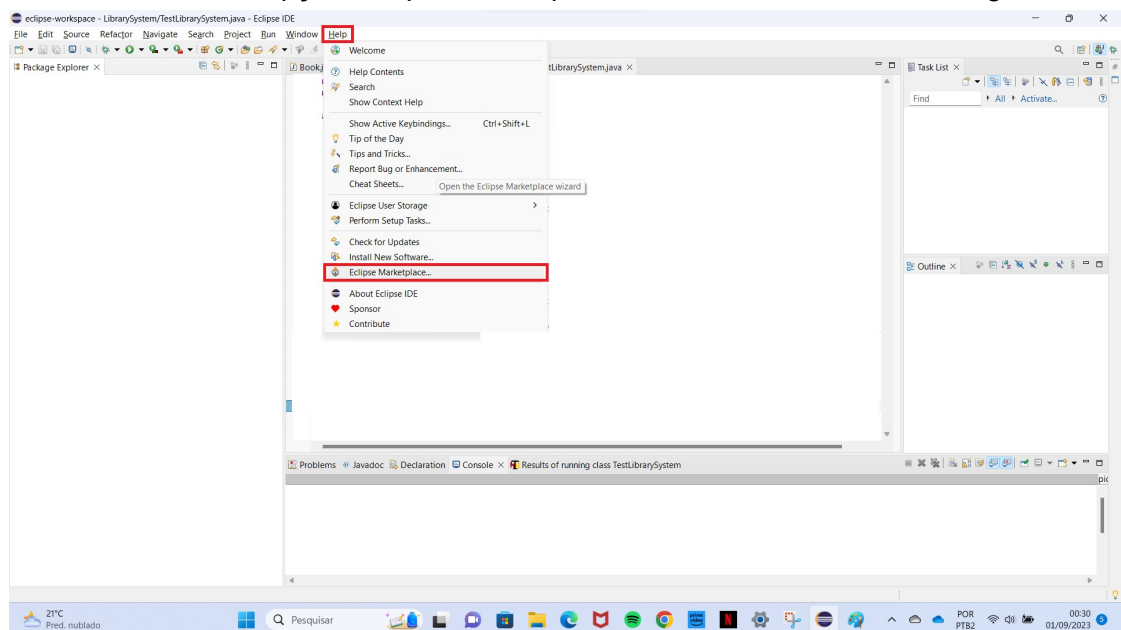 eclipse-workspace - LibrarySystem/TestLibrarySystem.java - Eclipse IDE
File Edit Source Refactor Navigate Search Project Run Window Help
Package Explorer
Book.j
tLibrarySystem.java
Task List
Welcome
Help Contents
Search
Show Context Help
Show Active Keybindings... Ctrl+Shift+L
Tip of the Day
Tips and Tricks...
Report Bug or Enhancement...
Cheat Sheets...
Open the Eclipse Marketplace wizard
Eclipse User Storage
Perform Setup Tasks...
Check for Updates
Install New Software...
Eclipse Marketplace...
About Eclipse IDE
Sponsor
Contribute
Find All Activate...
Outline
Problems Javadoc Declaration Console Results of running class TestLibrarySystem
21°C
Pred. nublado
Pesquisar
prime video
POR
PTB2
00:30
01/09/2023
5